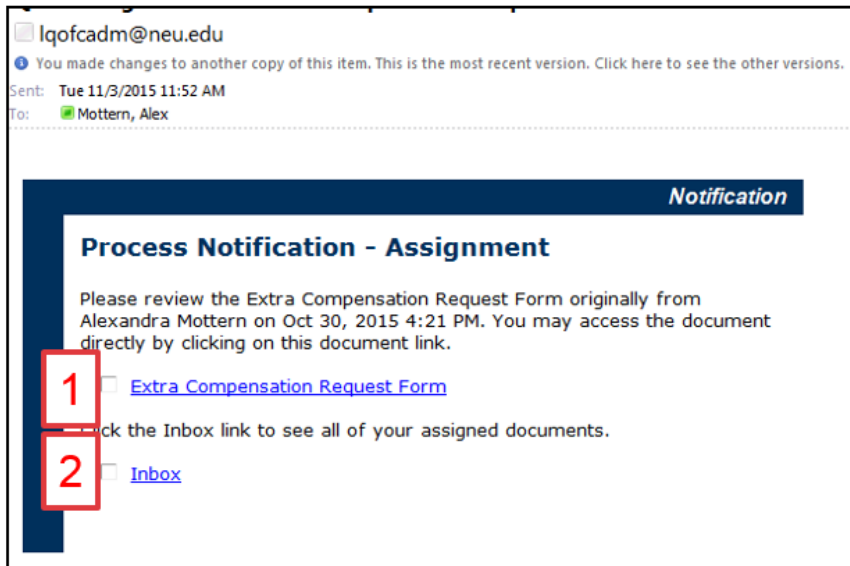 lqofcadm@neu.edu
You made changes to another copy of this item. This is the most recent version. Click here to see the other versions.
Sent: Tue 11/3/2015 11:52 AM
To: Mottern, Alex
Notification
Process Notification - Assignment
Please review the Extra Compensation Request Form originally from
Alexandra Mottern on Oct 30, 2015 4:21 PM. You may access the document
directly by clicking on this document link.
1 Extra Compensation Request Form
Click the Inbox link to see all of your assigned documents.
2 Inbox